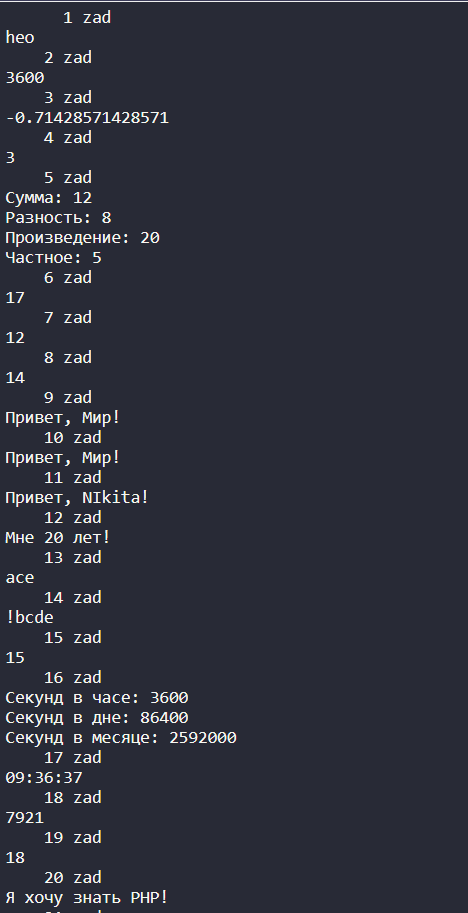 1 zad
heo
2 zad
3600
3 zad
-0.71428571428571
4 zad
3
5 zad
Сумма: 12
Разность: 8
Произведение: 20
Частное: 5
6 zad
17
7 zad
12
8 zad
14
9 zad
Привет, Мир!
10 zad
Привет, Мир!
11 zad
Привет, NIkita!
12 zad
Мне 20 лет!
13 zad
ace
14 zad
!bcde
15 zad
15
16 zad
Секунд в часе: 3600
Секунд в дне: 86400
Секунд в месяце: 2592000
17 zad
09:36:37
18 zad
7921
19 zad
18
20 zad
Я хочу знать PHP!